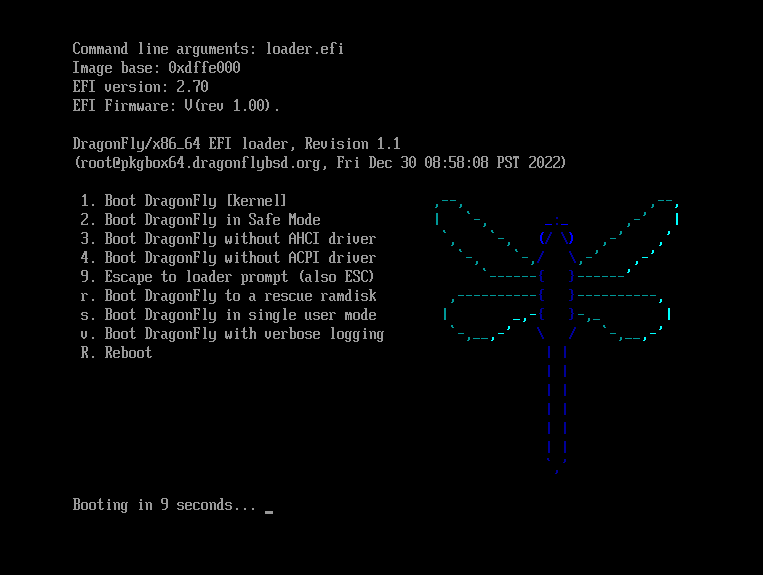 Command line arguments: loader.efi
Image base: 0xdffe000
EFI version: 2.70
EFI Firmware: V(rev 1.00).
DragonFly/x86_64 EFI loader, Revision 1.1
(root@pkgbox64.dragonflybsd.org, Fri Dec 30 08:58:08 PST 2022)
1. Boot DragonFly [kernel]
2. Boot DragonFly in Safe Mode
3. Boot DragonFly without AHCI driver
4. Boot DragonFly without ACPI driver
9. Escape to loader prompt (also ESC)
r. Boot DragonFly to a rescue ramdisk
s. Boot DragonFly in single user mode
v. Boot DragonFly with verbose logging
R. Reboot
Booting in 9 seconds... _